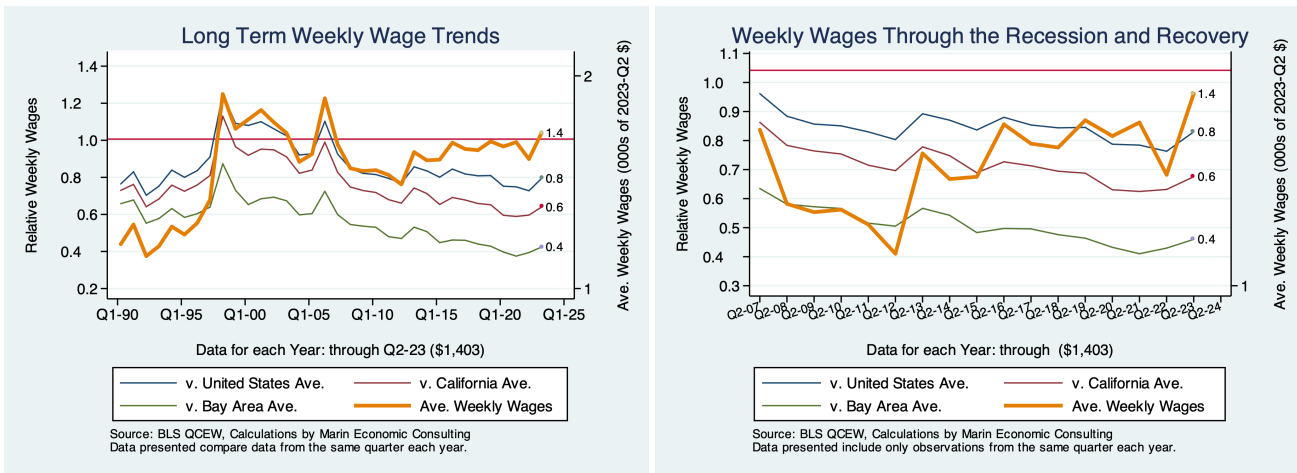 Long Term Weekly Wage Trends
Relative Weekly Wages
1.4
1.2
1.0
0.8
0.6
0.4
0.2
2
1
Ave. Weekly Wages (000s of 2023-Q2 $)
1.4
0.8
0.6
0.4
Q1-90 Q1-95 Q1-00 Q1-05 Q1-10 Q1-15 Q1-20 Q1-25
Data for each Year: through Q2-23 ($1,403)
v. United States Ave. v. California Ave.
v. Bay Area Ave. Ave. Weekly Wages
Source: BLS QCEW, Calculations by Marin Economic Consulting
Data presented compare data from the same quarter each year.
Weekly Wages Through the Recession and Recovery
Relative Weekly Wages
1.1
1.0
0.9
0.8
0.7
0.6
0.5
0.4
0.3
1
Ave. Weekly Wages (000s of 2023-Q2 $)
1.4
0.8
0.6
0.4
Q2-07 Q2-08 Q2-09 Q2-10 Q2-11 Q2-12 Q2-13 Q2-14 Q2-15 Q2-16 Q2-17 Q2-18 Q2-19 Q2-20 Q2-21 Q2-22 Q2-23 Q2-24
Data for each Year: through ($1,403)
v. United States Ave. v. California Ave.
v. Bay Area Ave. Ave. Weekly Wages
Source: BLS QCEW, Calculations by Marin Economic Consulting
Data presented include only observations from the same quarter each year.